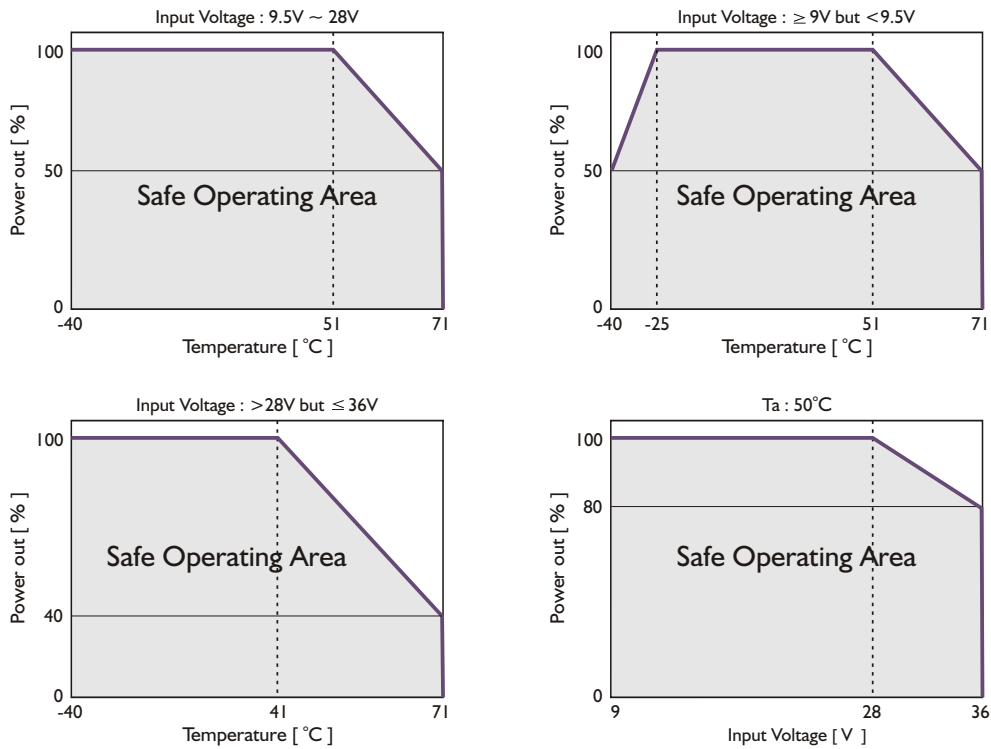 Input Voltage : 9.5V ~ 28V
Power out [ % ]
100
50
0
Safe Operating Area
-40
51
71
Temperature [ °C ]
Input Voltage : ≥ 9V but <9.5V
Power out [ % ]
100
50
0
Safe Operating Area
-40
-25
51
71
Temperature [ °C ]
Input Voltage : >28V but ≤ 36V
Power out [ % ]
100
40
0
Safe Operating Area
-40
41
71
Temperature [ °C ]
Ta : 50°C
Power out [ % ]
100
80
0
Safe Operating Area
9
28
36
Input Voltage [ V ]